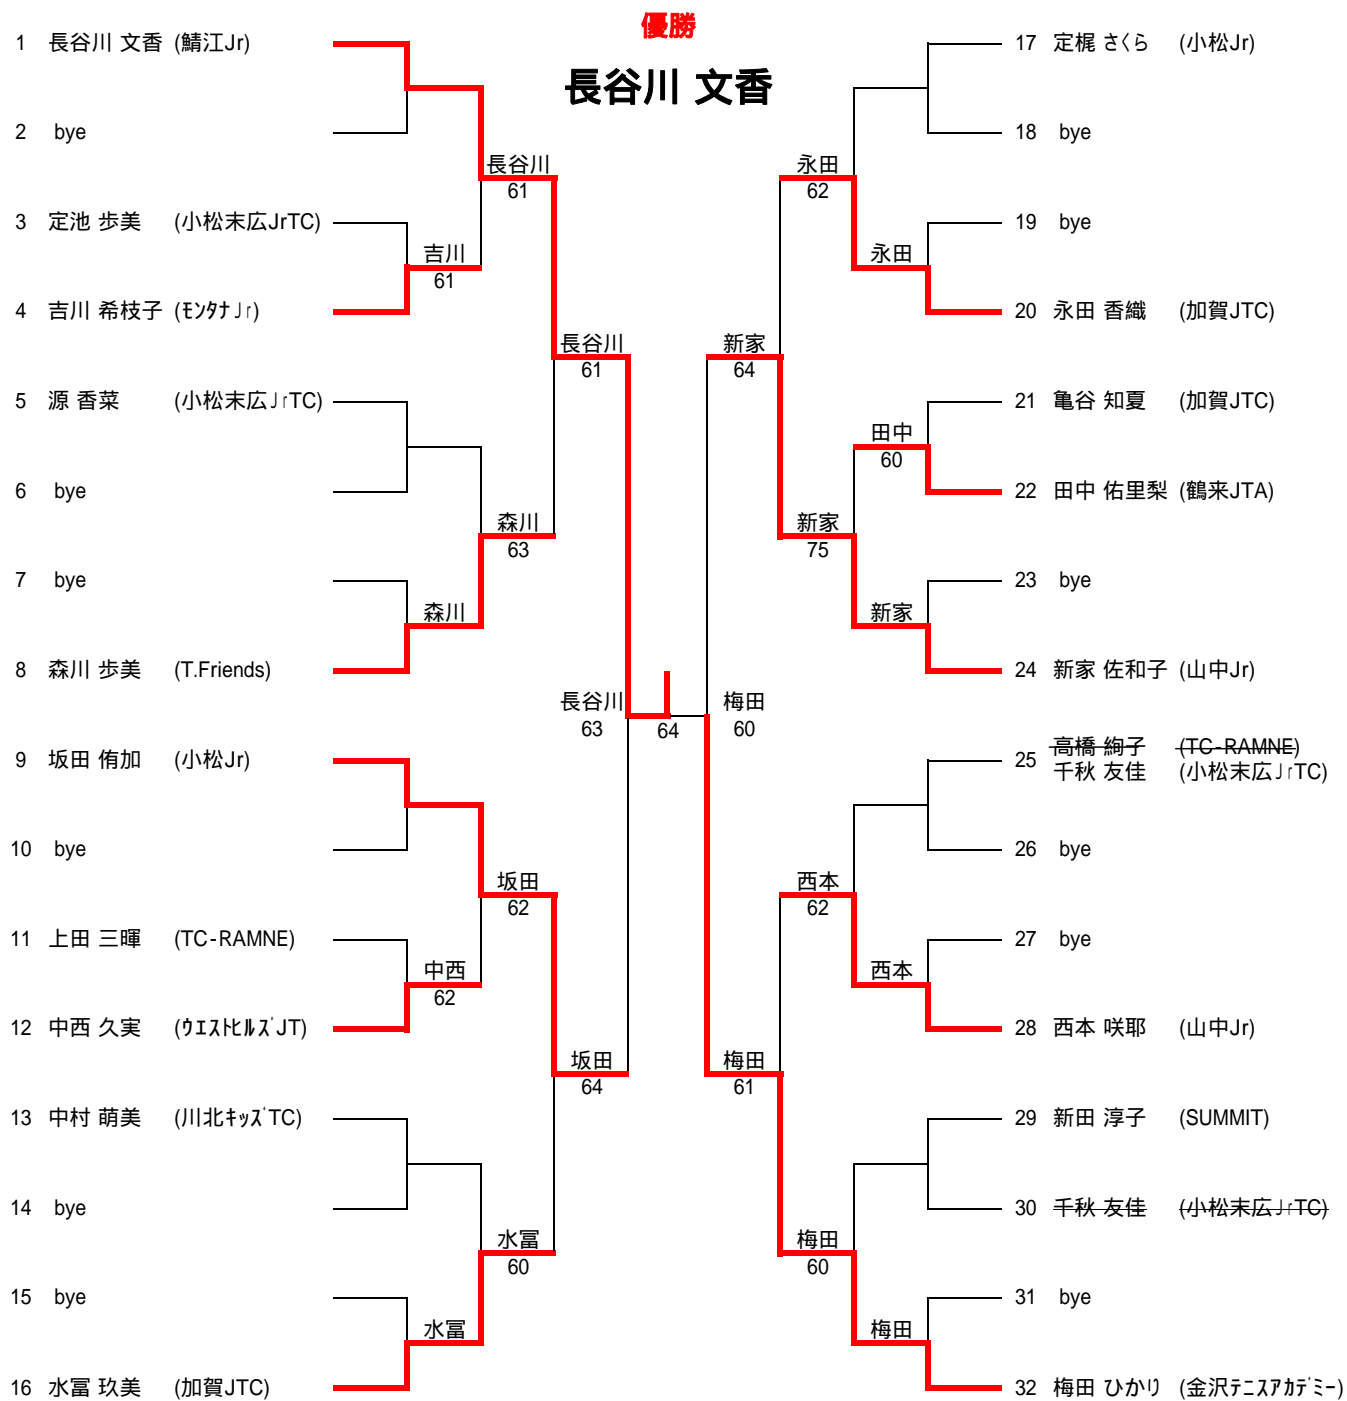 優勝
長谷川 文香
1 長谷川 文香 (鯖江Jr)
2 bye
3 定池 歩美 (小松末広JrTC)
4 吉川 希枝子 (ﾓﾝﾀﾅJr)
5 源 香菜 (小松末広JrTC)
6 bye
7 bye
8 森川 歩美 (T.Friends)
9 坂田 侑加 (小松Jr)
10 bye
11 上田 三暉 (TC-RAMNE)
12 中西 久実 (ｳｴｽﾄﾋﾙｽﾞJT)
13 中村 萌美 (川北ｷｯｽﾞTC)
14 bye
15 bye
16 水冨 玖美 (加賀JTC)
吉川
61
森川
中西
62
水冨
長谷川
61
森川
63
坂田
62
水冨
60
長谷川
61
坂田
64
長谷川
63
64
梅田
60
新家
64
梅田
61
永田
62
新家
75
西本
62
梅田
60
永田
田中
60
新家
西本
梅田
17 定梶 さくら (小松Jr)
18 bye
19 bye
20 永田 香織 (加賀JTC)
21 亀谷 知夏 (加賀JTC)
22 田中 佑里梨 (鶴来JTA)
23 bye
24 新家 佐和子 (山中Jr)
25 高橋 絢子 (TC-RAMNE)
千秋 友佳 (小松末広JrTC)
26 bye
27 bye
28 西本 咲耶 (山中Jr)
29 新田 淳子 (SUMMIT)
30 千秋 友佳 (小松末広JrTC)
31 bye
32 梅田 ひかり (金沢ﾃﾆｽｱｶﾃﾞﾐｰ)